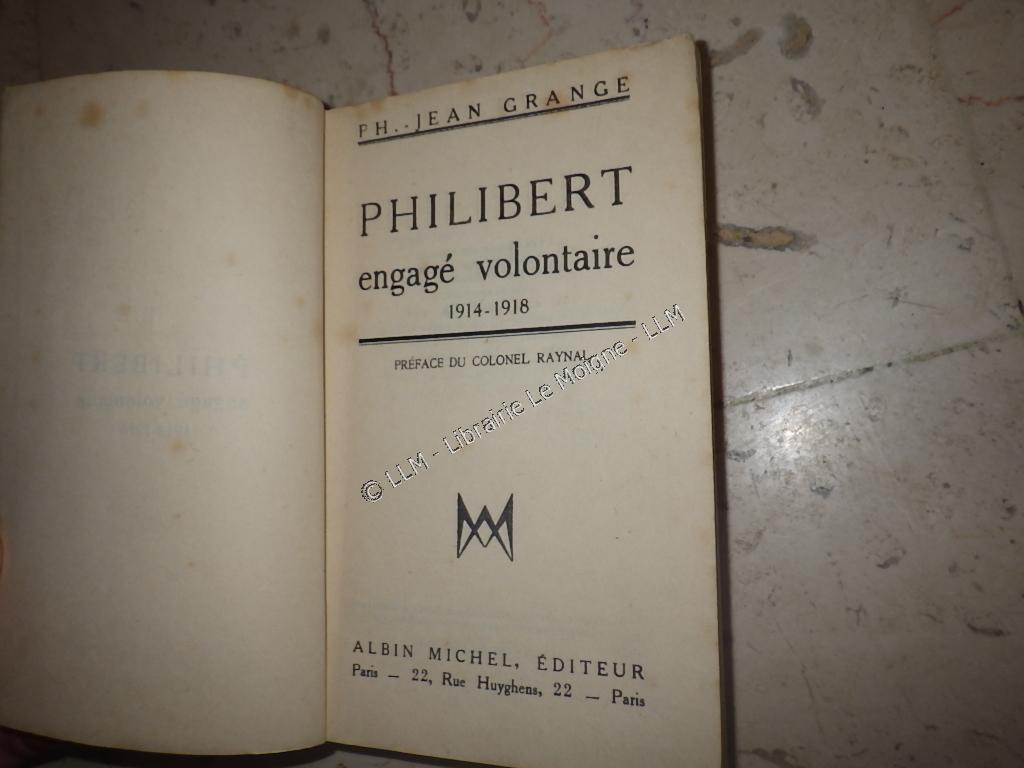 PH.-JEAN GRANGE
PHILIBERT
engagé volontaire
1914-1918
PRÉFACE DU COLONEL RAYNAL
© LLM - Librairie Le Moigne - LLM
ALBIN MICHEL, ÉDITEUR
Paris — 22, Rue Huyghens, 22 — Paris